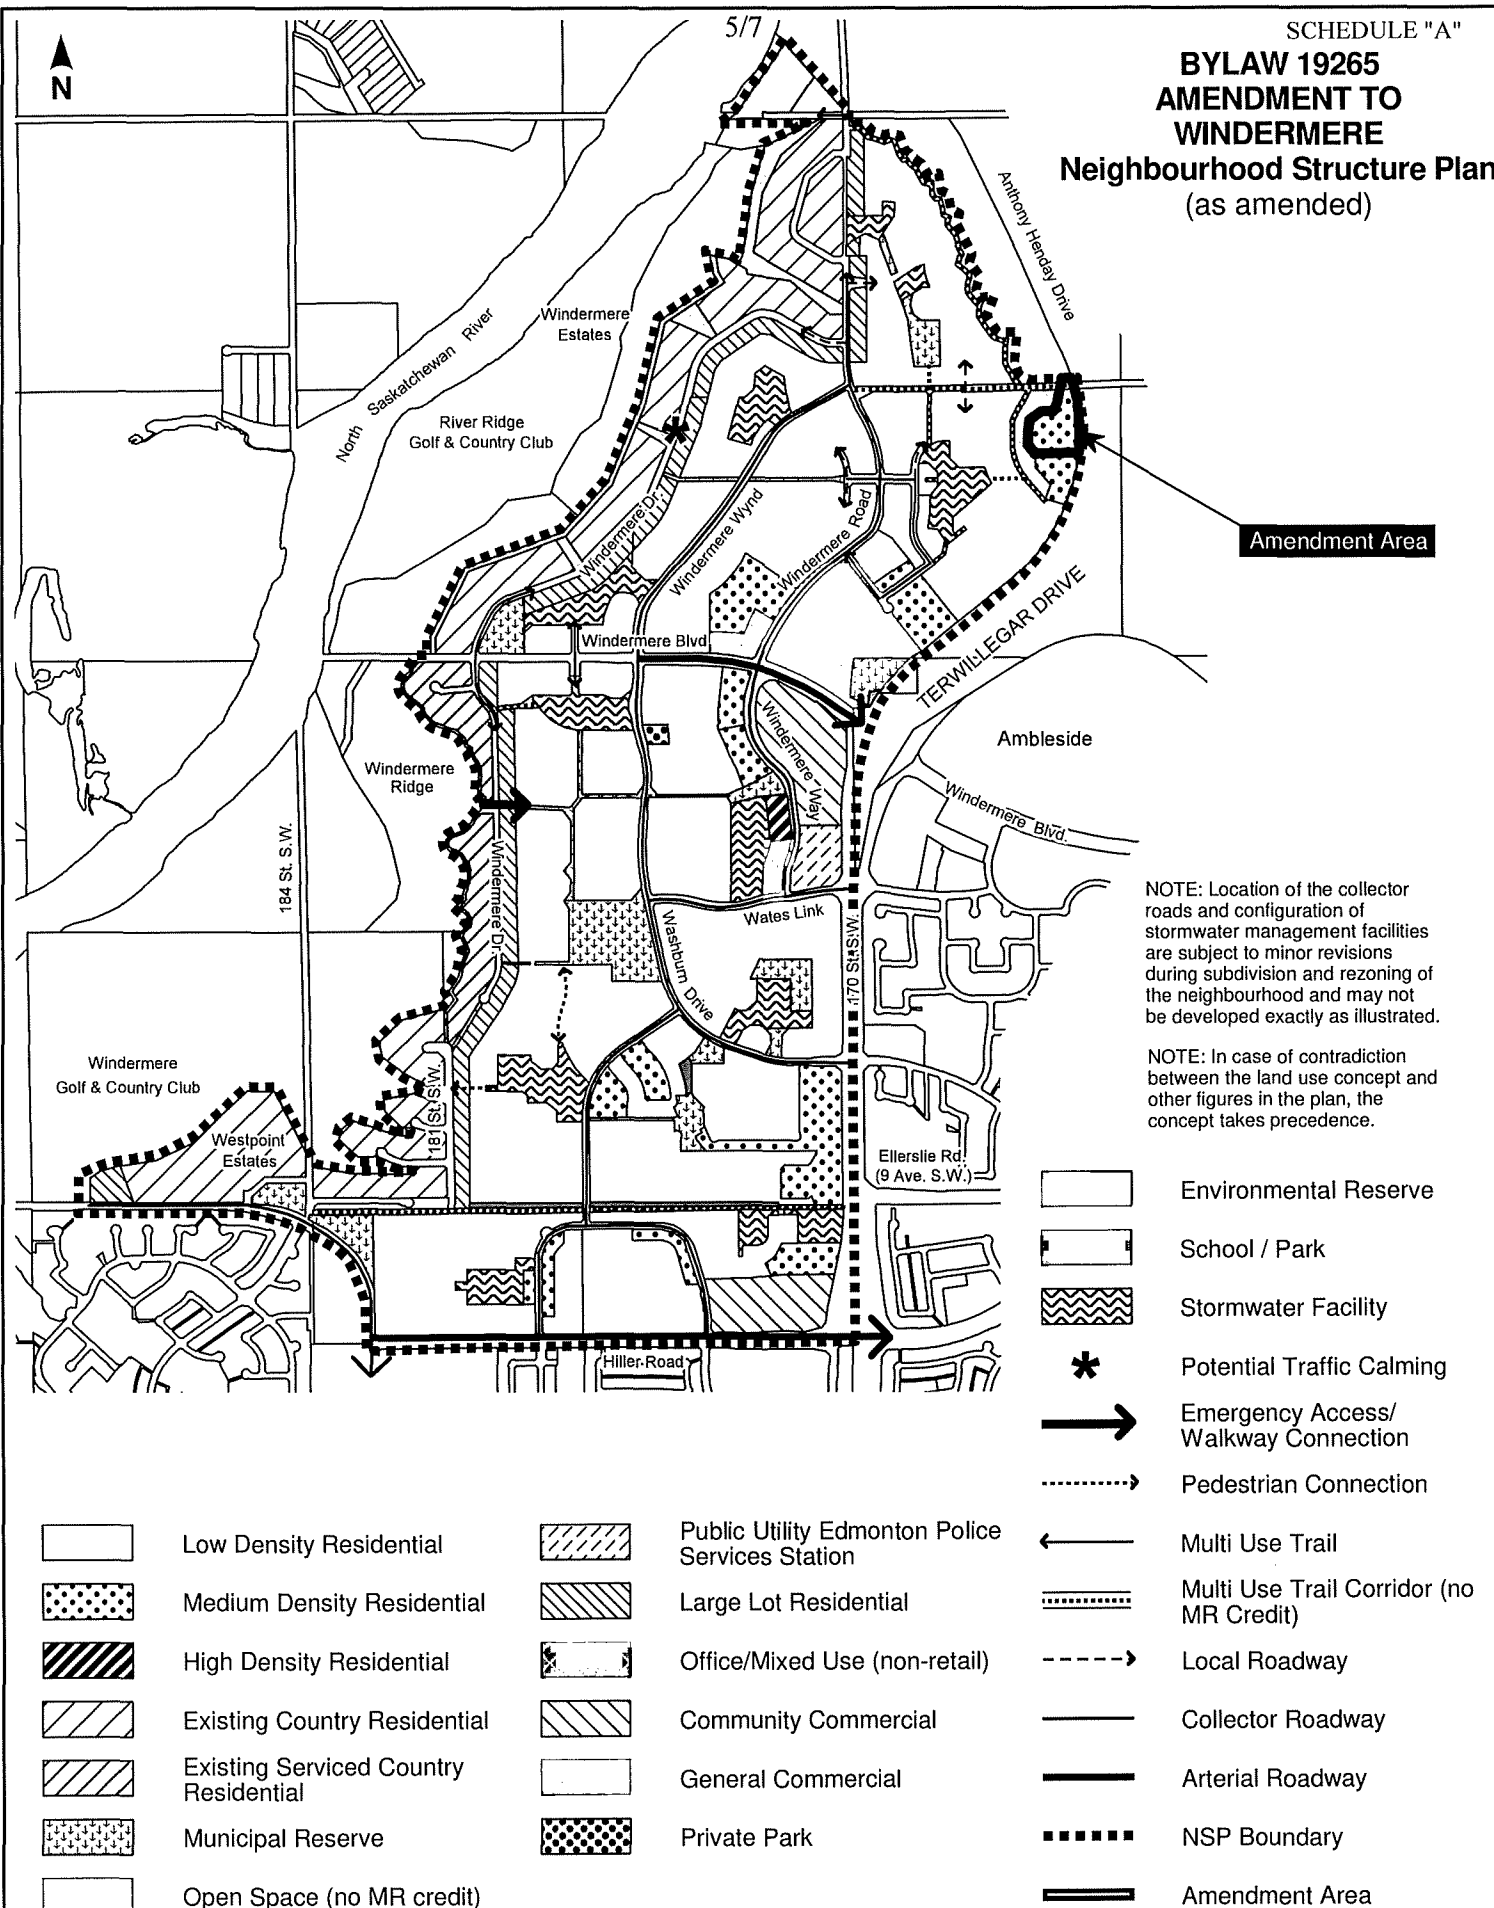 5/7
SCHEDULE "A"
BYLAW 19265
AMENDMENT TO
WINDERMERE
Neighbourhood Structure Plan
(as amended)
N
Anthony Henday Drive
Windermere
Estates
North Saskatchewan River
River Ridge
Golf & Country Club
Windermere Dr.
Windermere Wynd
Windermere Road
Amendment Area
TERWILLEGAR DRIVE
Windermere Blvd
Ambleside
Windermere Way
Windermere
Ridge
Windermere Blvd.
184 St. S.W.
Windermere Dr.
Wates Link
Washburn Drive
170 St. S.W.
NOTE: Location of the collector
roads and configuration of
stormwater management facilities
are subject to minor revisions
during subdivision and rezoning of
the neighbourhood and may not
be developed exactly as illustrated.
NOTE: In case of contradiction
between the land use concept and
other figures in the plan, the
concept takes precedence.
Windermere
Golf & Country Club
181 St. S.W.
Westpoint
Estates
Ellerslie Rd.
(9 Ave. S.W.)
Hiller Road
Environmental Reserve
School / Park
Stormwater Facility
Potential Traffic Calming
Emergency Access/
Walkway Connection
Pedestrian Connection
Multi Use Trail
Multi Use Trail Corridor (no
MR Credit)
Local Roadway
Collector Roadway
Arterial Roadway
NSP Boundary
Amendment Area
Low Density Residential
Medium Density Residential
High Density Residential
Existing Country Residential
Existing Serviced Country
Residential
Municipal Reserve
Open Space (no MR credit)
Public Utility Edmonton Police
Services Station
Large Lot Residential
Office/Mixed Use (non-retail)
Community Commercial
General Commercial
Private Park